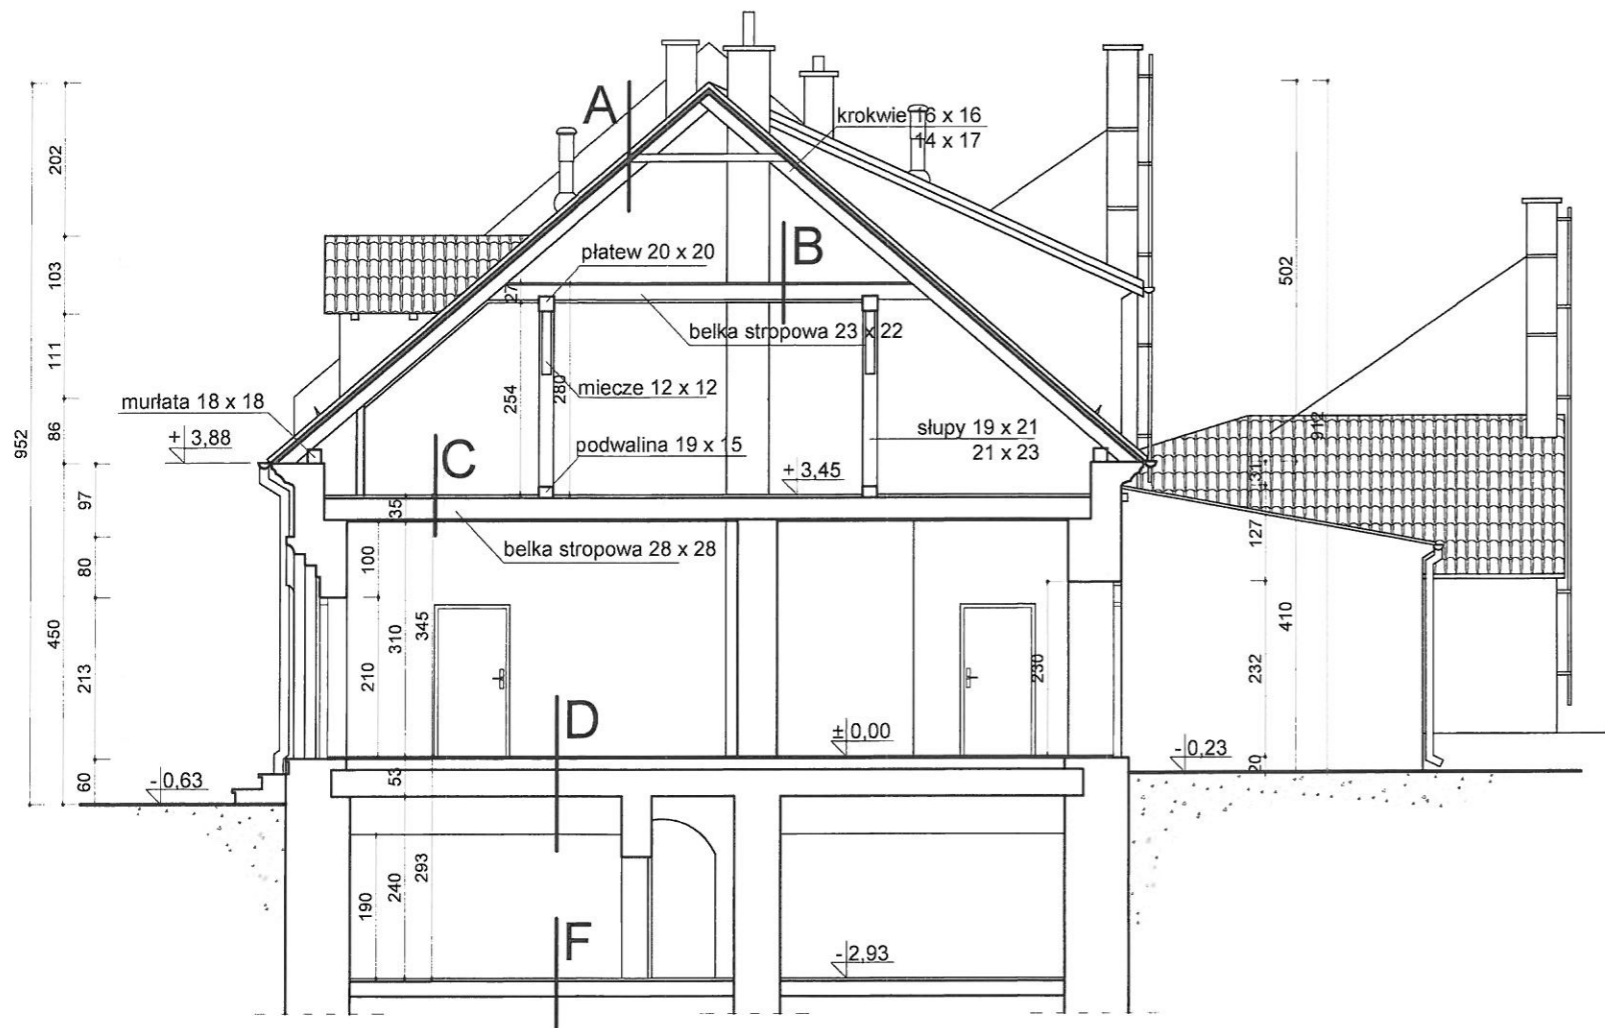 A
krokwie 16 x 16
14 x 17
202
B
płatew 20 x 20
502
103
27
belka stropowa 23 x 22
111
254
280
miecze 12 x 12
murłata 18 x 18
912
86
952
+ 3,88
słupy 19 x 21
21 x 23
podwalina 19 x 15
C
+ 3,45
31
97
35
127
belka stropowa 28 x 28
100
80
450
310
345
410
213
210
230
232
D
± 0,00
- 0,23
20
53
60
- 0,63
293
240
190
F
- 2,93